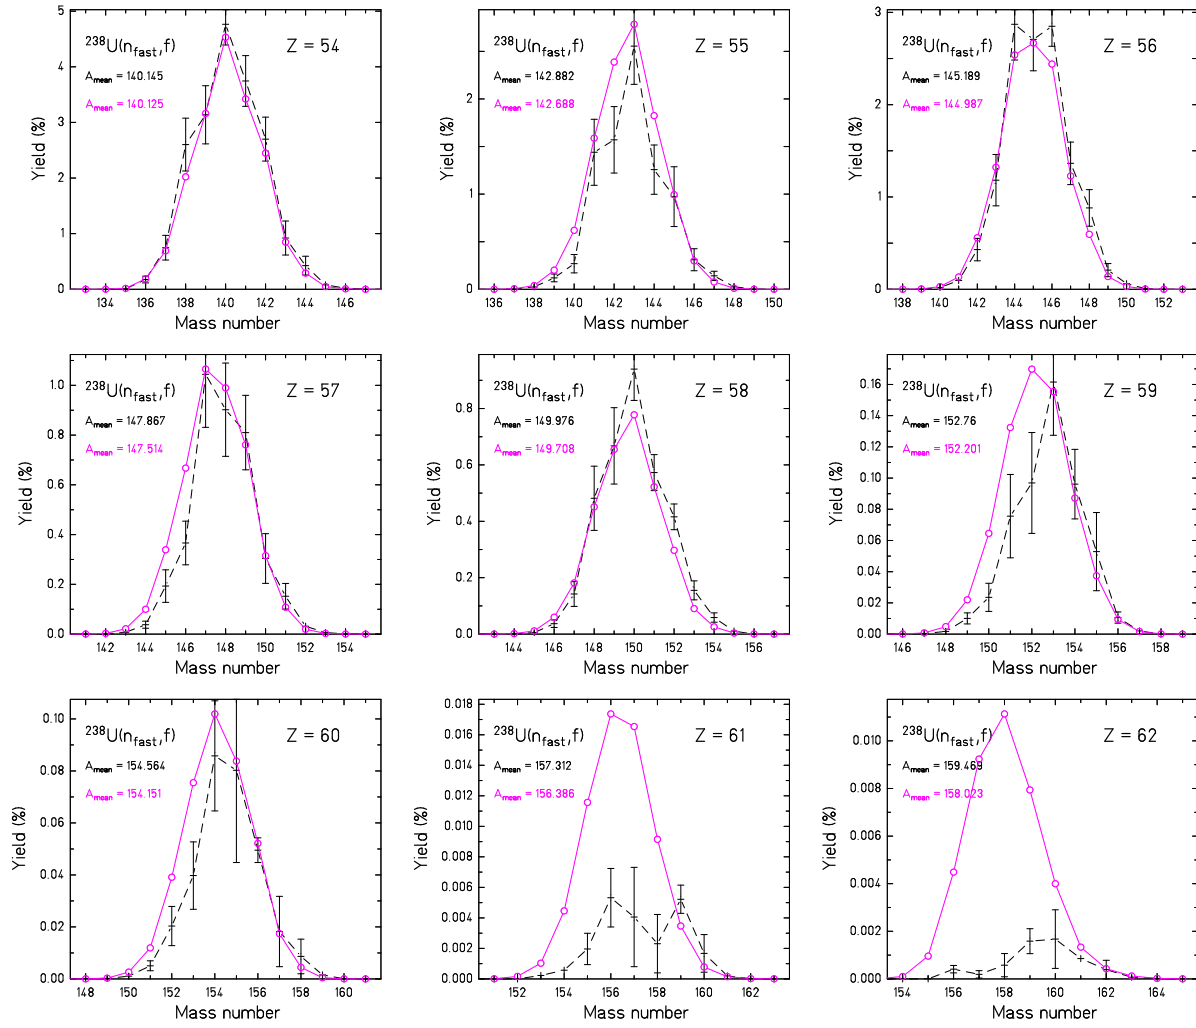 5
4
3
2
1
0
Yield (%)
²³⁸U(n_fast,f)
Z = 54
A_mean = 140.145
A_mean = 140.125
134 136 138 140 142 144 146
Mass number
2
1
0
Yield (%)
²³⁸U(n_fast,f)
Z = 55
A_mean = 142.882
A_mean = 142.688
136 138 140 142 144 146 148 150
Mass number
3
2
1
0
Yield (%)
²³⁸U(n_fast,f)
Z = 56
A_mean = 145.189
A_mean = 144.987
138 140 142 144 146 148 150 152
Mass number
1.0
0.8
0.6
0.4
0.2
0.0
Yield (%)
²³⁸U(n_fast,f)
Z = 57
A_mean = 147.867
A_mean = 147.514
142 144 146 148 150 152 154
Mass number
0.8
0.6
0.4
0.2
0.0
Yield (%)
²³⁸U(n_fast,f)
Z = 58
A_mean = 149.976
A_mean = 149.708
144 146 148 150 152 154 156
Mass number
0.16
0.14
0.12
0.10
0.08
0.06
0.04
0.02
0.00
Yield (%)
²³⁸U(n_fast,f)
Z = 59
A_mean = 152.76
A_mean = 152.201
146 148 150 152 154 156 158
Mass number
0.10
0.08
0.06
0.04
0.02
0.00
Yield (%)
²³⁸U(n_fast,f)
Z = 60
A_mean = 154.564
A_mean = 154.151
148 150 152 154 156 158 160
Mass number
0.018
0.016
0.014
0.012
0.010
0.008
0.006
0.004
0.002
0.000
Yield (%)
²³⁸U(n_fast,f)
Z = 61
A_mean = 157.312
A_mean = 156.386
152 154 156 158 160 162
Mass number
0.010
0.008
0.006
0.004
0.002
0.000
Yield (%)
²³⁸U(n_fast,f)
Z = 62
A_mean = 159.469
A_mean = 158.023
154 156 158 160 162 164
Mass number